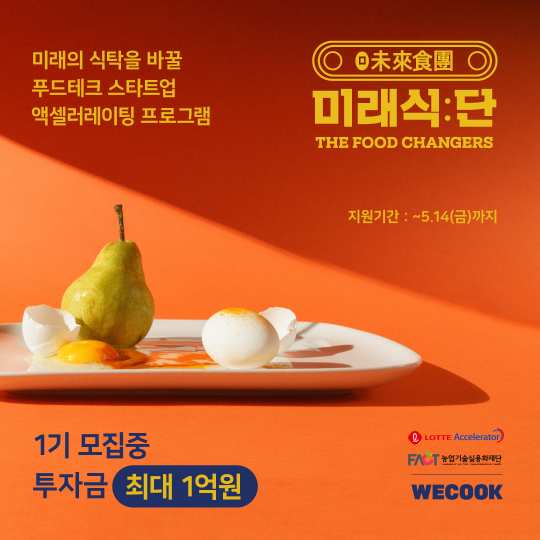 미래의 식탁을 바꿀
푸드테크 스타트업
액셀러레이팅 프로그램
未來食團
미래식:단
THE FOOD CHANGERS
지원기간 : ~5.14(금)까지
1기 모집중
투자금 최대 1억원
LOTTE Accelerator
FACT 농업기술실용화재단
WECOOK